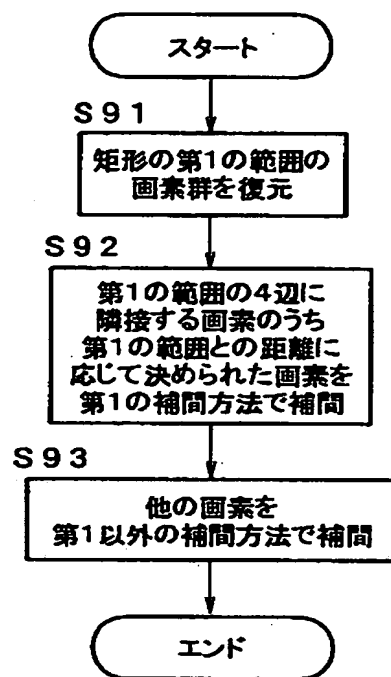 スタート
S91
矩形の第1の範囲の
画素群を復元
S92
第1の範囲の4辺に
隣接する画素のうち
第1の範囲との距離に
応じて決められた画素を
第1の補間方法で補間
S93
他の画素を
第1以外の補間方法で補間
エンド